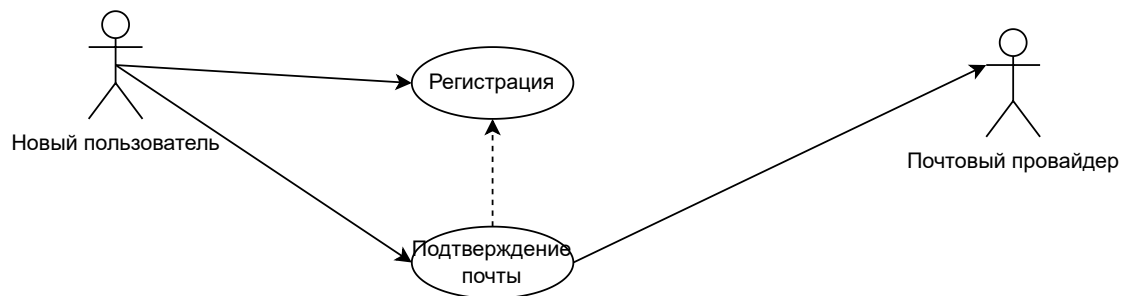 Регистрация
Новый пользователь
Почтовый провайдер
Подтверждение
почты